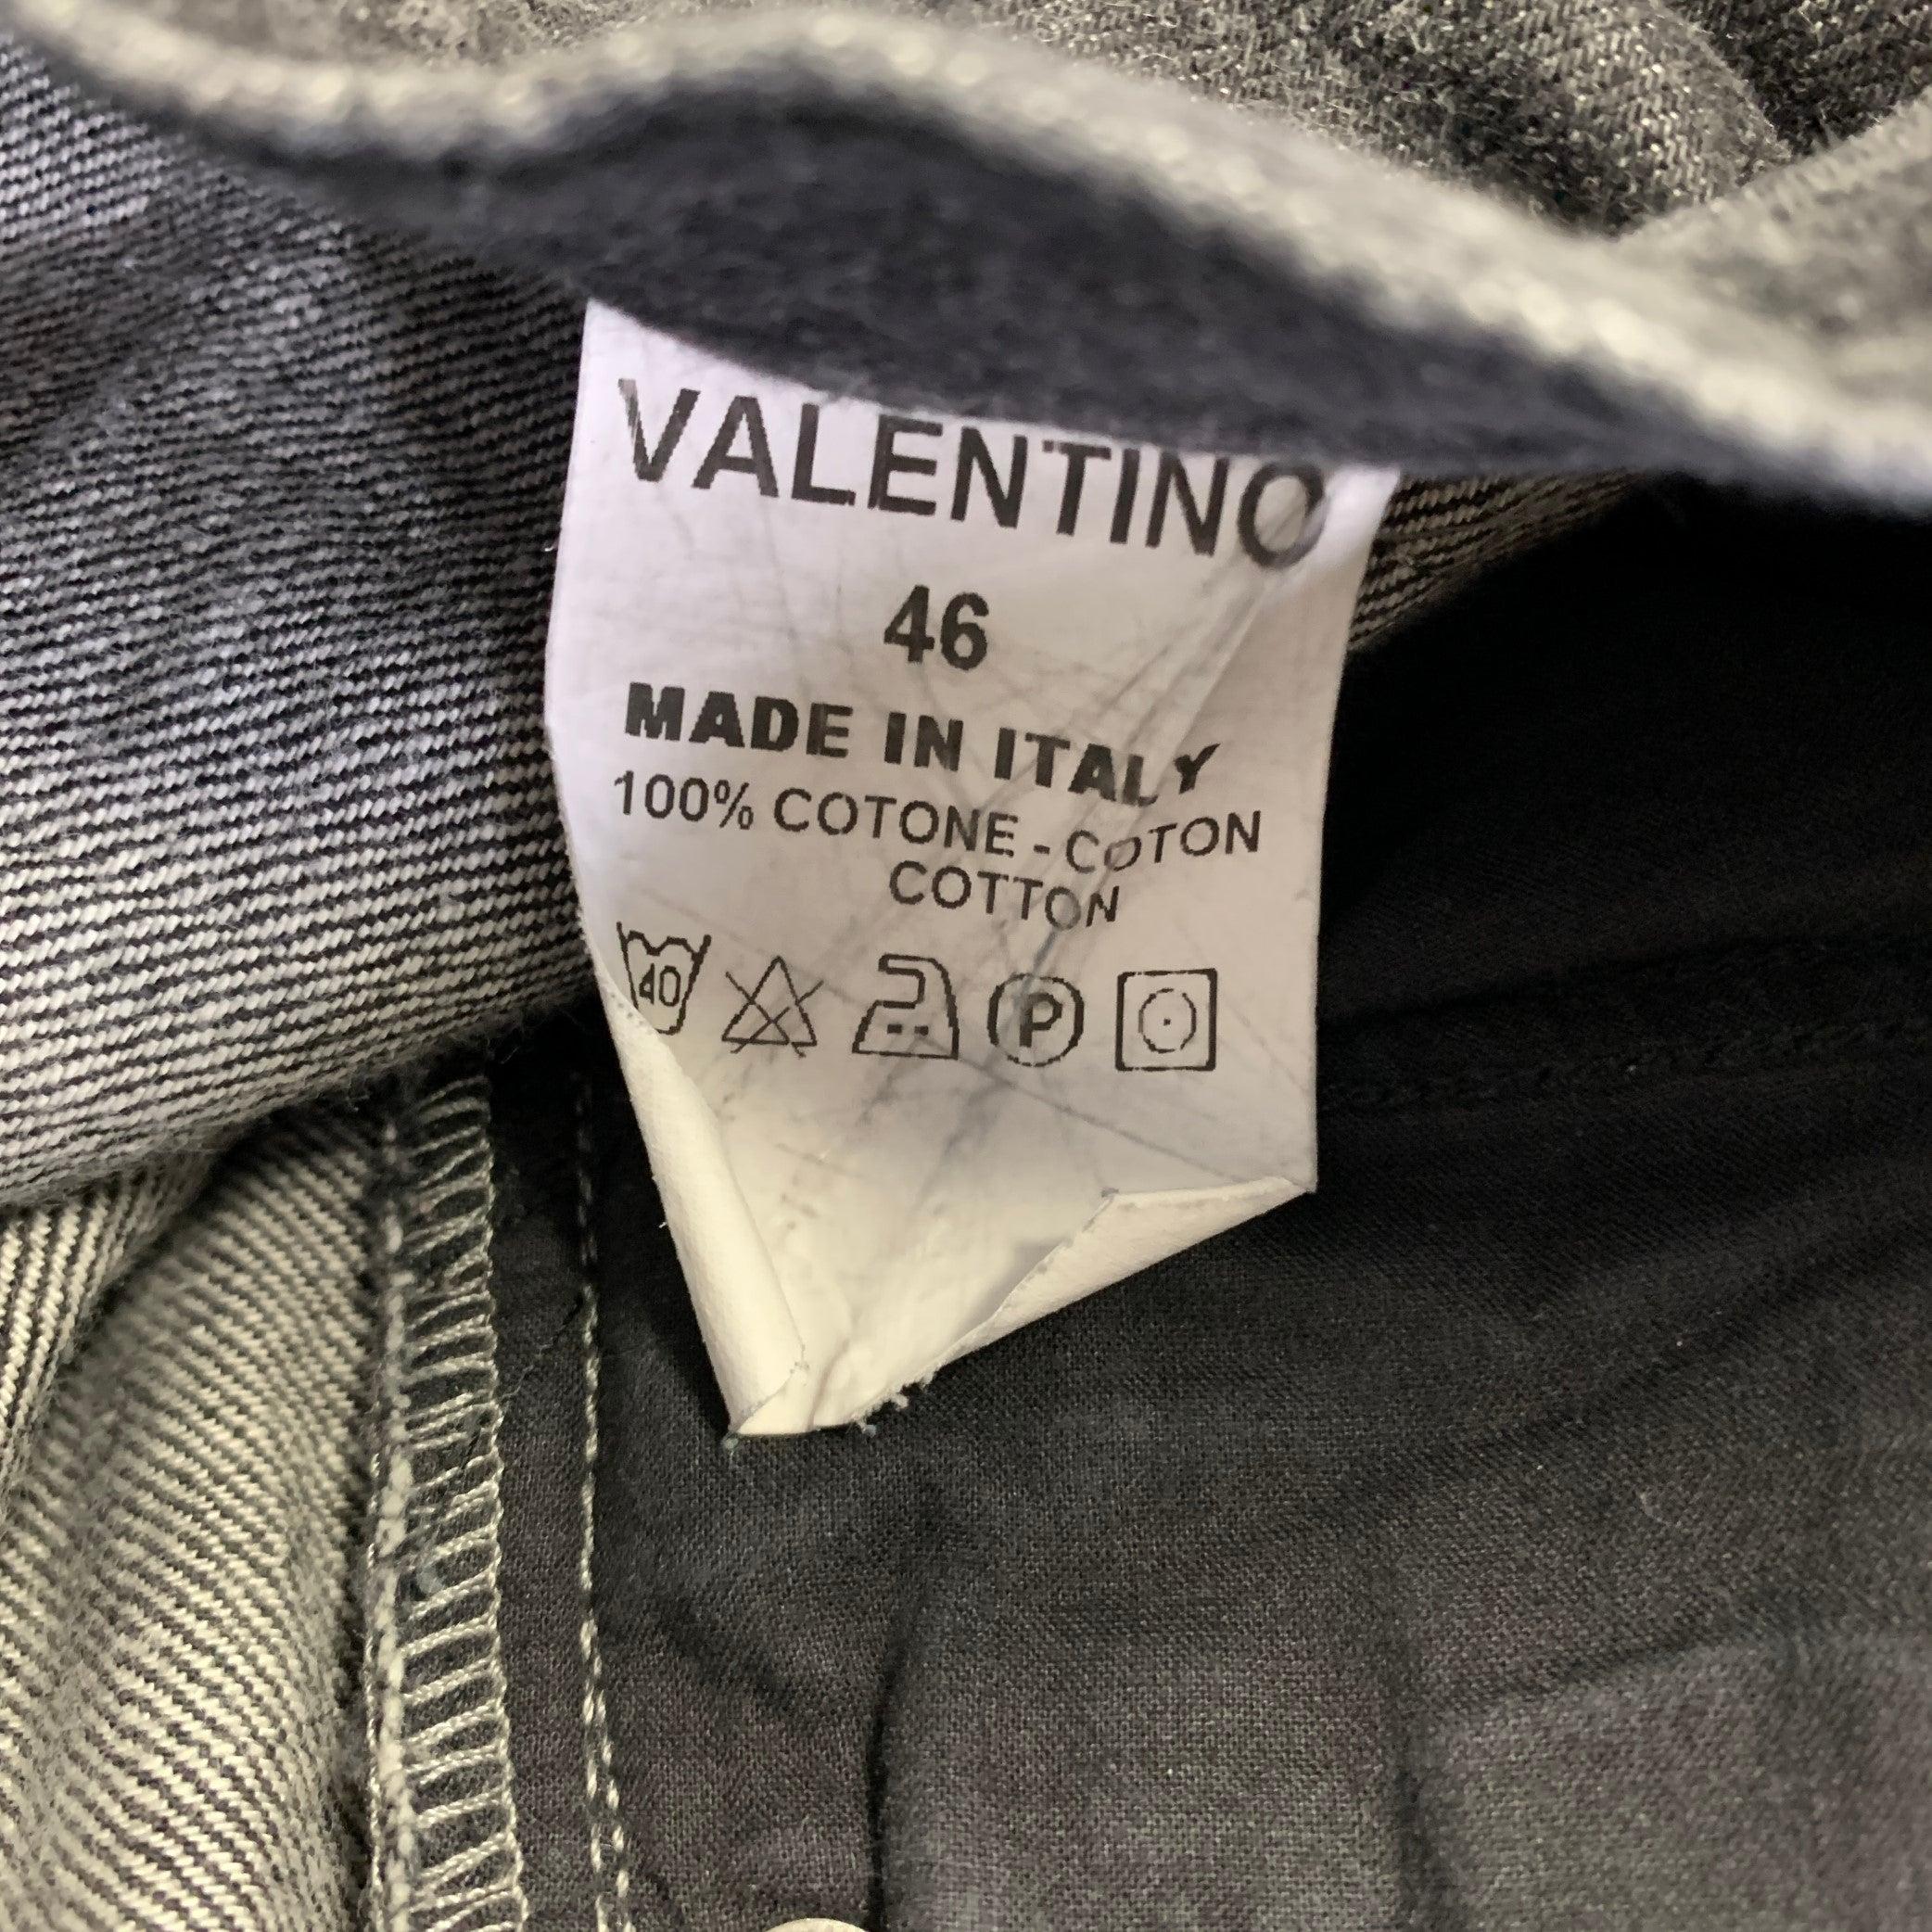 VALENTINO
46
MADE IN ITALY
100% COTONE - COTON
COTTON
40 P